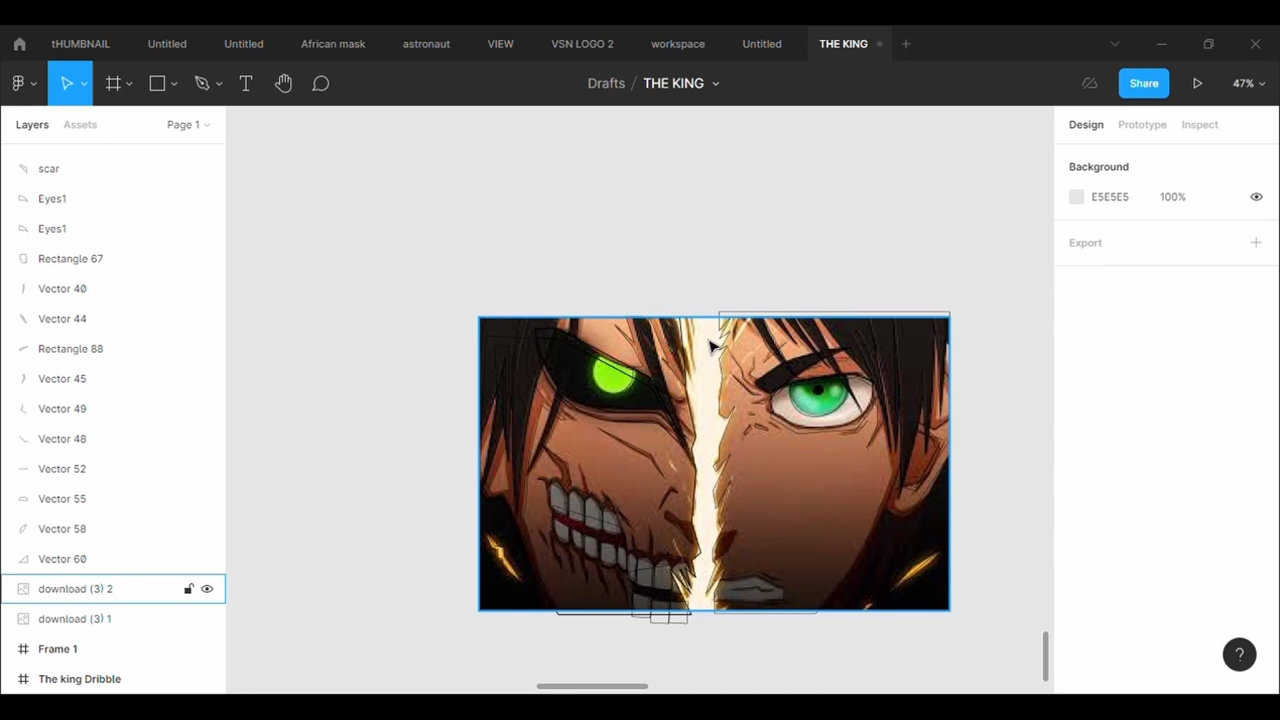 tHUMBNAIL Untitled Untitled African mask astronaut VIEW VSN LOGO 2 workspace Untitled THE KING
Drafts / THE KING Share 47%
Layers Assets Page 1
scar
Eyes1
Eyes1
Rectangle 67
Vector 40
Vector 44
Rectangle 88
Vector 45
Vector 49
Vector 48
Vector 52
Vector 55
Vector 58
Vector 60
download (3) 2
download (3) 1
Frame 1
The king Dribble
Design Prototype Inspect
Background
E5E5E5 100%
Export
?